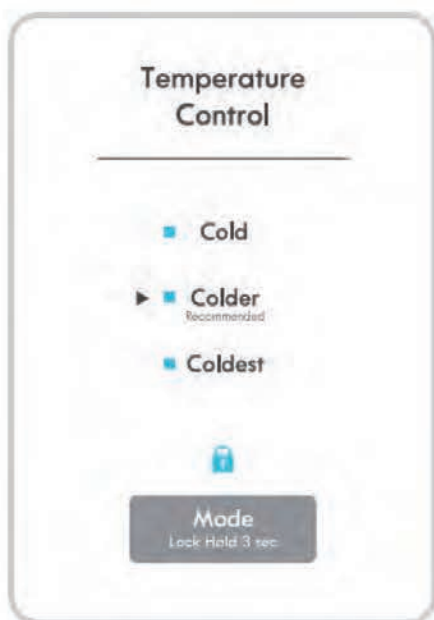 Temperature
Control
Cold
Colder
Recommended
Coldest
Mode
Lock Hold 3 sec